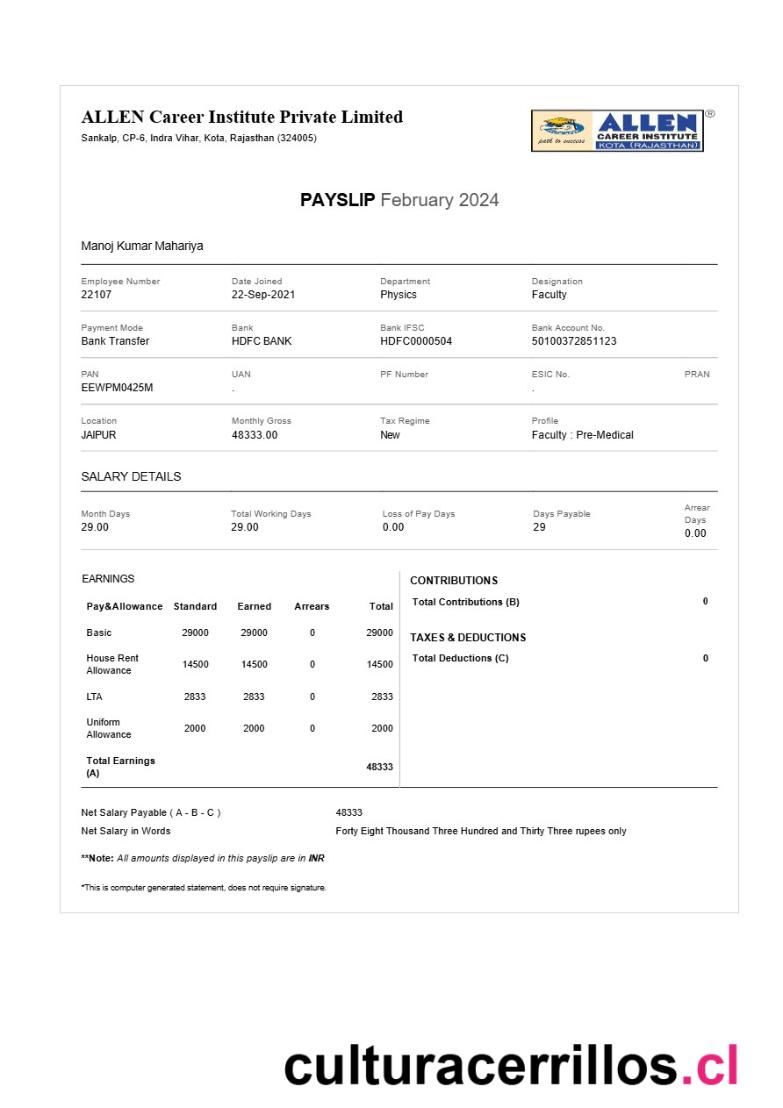 ALLEN Career Institute Private Limited
Sankalp, CP-6, Indra Vihar, Kota, Rajasthan (324005)
path to success
ALLEN
CAREER INSTITUTE
KOTA (RAJASTHAN)
®
PAYSLIP February 2024
Manoj Kumar Mahariya
Employee Number Date Joined Department Designation
22107 22-Sep-2021 Physics Faculty
Payment Mode Bank Bank IFSC Bank Account No.
Bank Transfer HDFC BANK HDFC0000504 50100372851123
PAN UAN PF Number ESIC No. PRAN
EEWPM0425M . .
Location Monthly Gross Tax Regime Profile
JAIPUR 48333.00 New Faculty : Pre-Medical
SALARY DETAILS
Month Days Total Working Days Loss of Pay Days Days Payable Arrear Days
29.00 29.00 0.00 29 0.00
EARNINGS
Pay&Allowance Standard Earned Arrears Total
Basic 29000 29000 0 29000
House Rent Allowance 14500 14500 0 14500
LTA 2833 2833 0 2833
Uniform Allowance 2000 2000 0 2000
Total Earnings (A) 48333
CONTRIBUTIONS
Total Contributions (B) 0
TAXES & DEDUCTIONS
Total Deductions (C) 0
Net Salary Payable ( A - B - C ) 48333
Net Salary in Words Forty Eight Thousand Three Hundred and Thirty Three rupees only
**Note: All amounts displayed in this payslip are in INR
*This is computer generated statement, does not require signature.
culturacerrillos.cl